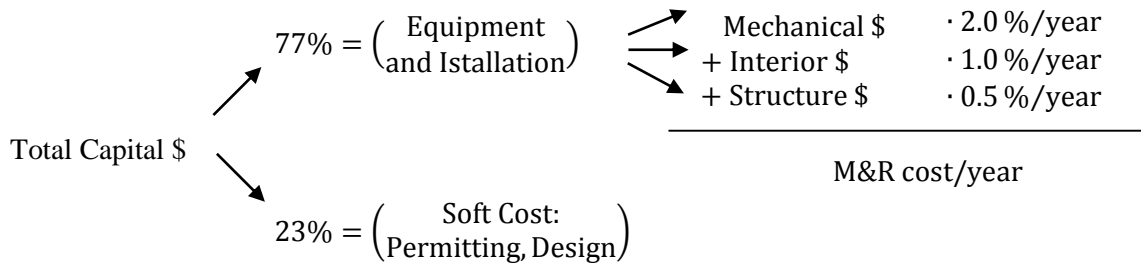 77% = (Equipment and Istallation)
Mechanical $ · 2.0 %/year
+ Interior $ · 1.0 %/year
+ Structure $ · 0.5 %/year
Total Capital $
M&R cost/year
23% = (Soft Cost: Permitting, Design)